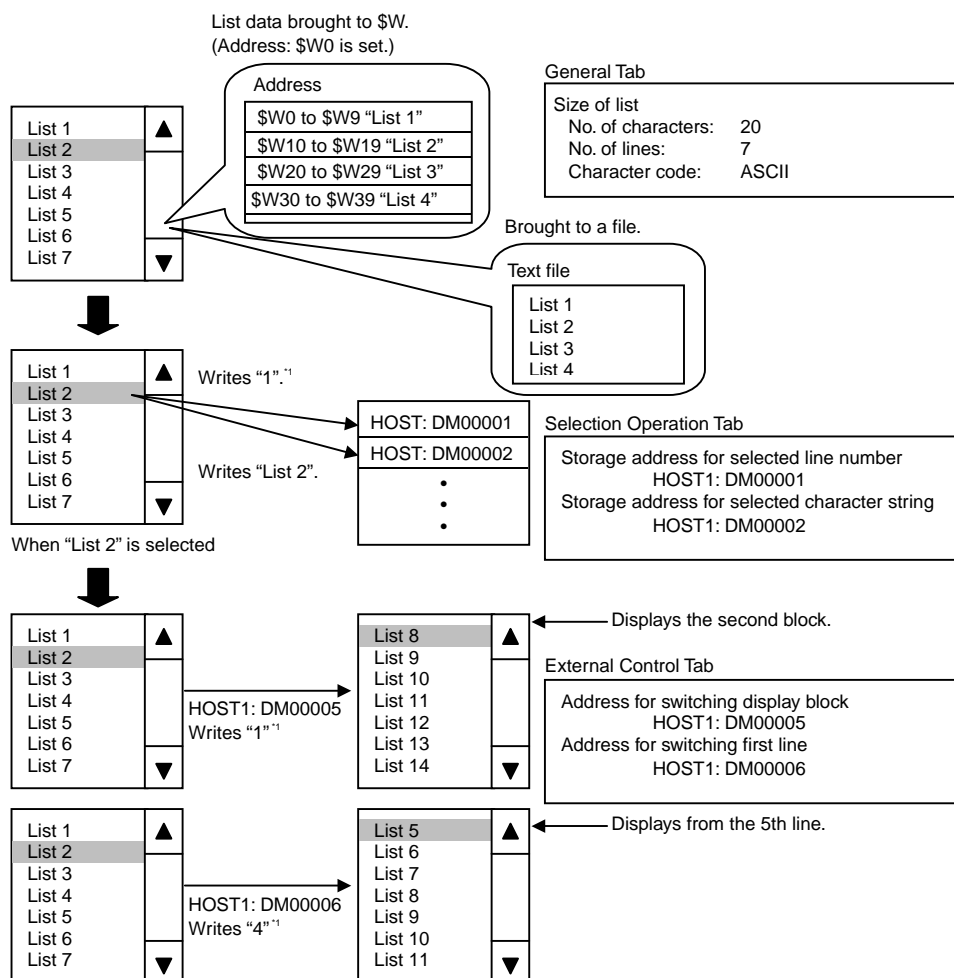 List data brought to $W.
(Address: $W0 is set.)
Address
$W0 to $W9 “List 1”
$W10 to $W19 “List 2”
$W20 to $W29 “List 3”
$W30 to $W39 “List 4”
General Tab
Size of list
No. of characters: 20
No. of lines: 7
Character code: ASCII
List 1
List 2
List 3
List 4
List 5
List 6
List 7
Brought to a file.
Text file
List 1
List 2
List 3
List 4
List 1
List 2
List 3
List 4
List 5
List 6
List 7
When “List 2” is selected
Writes “1”.*1
Writes “List 2”.
HOST: DM00001
HOST: DM00002
Selection Operation Tab
Storage address for selected line number
HOST1: DM00001
Storage address for selected character string
HOST1: DM00002
List 1
List 2
List 3
List 4
List 5
List 6
List 7
HOST1: DM00005
Writes “1”*1
List 8
List 9
List 10
List 11
List 12
List 13
List 14
Displays the second block.
External Control Tab
Address for switching display block
HOST1: DM00005
Address for switching first line
HOST1: DM00006
List 1
List 2
List 3
List 4
List 5
List 6
List 7
HOST1: DM00006
Writes “4”*1
List 5
List 6
List 7
List 8
List 9
List 10
List 11
Displays from the 5th line.